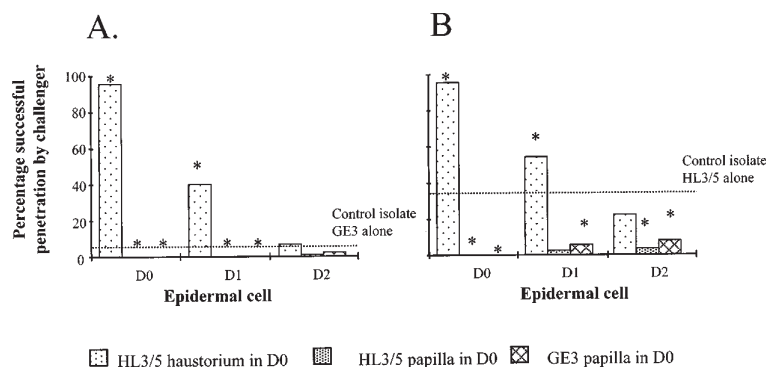 A.
B
Percentage successful
penetration by challenger
100
80
60
40
20
0
*
*
*
*
*
*
Control isolate
GE3 alone
D0
D1
D2
Epidermal cell
*
*
*
*
*
*
*
Control isolate
HL3/5 alone
D0
D1
D2
Epidermal cell
HL3/5 haustorium in D0
HL3/5 papilla in D0
GE3 papilla in D0